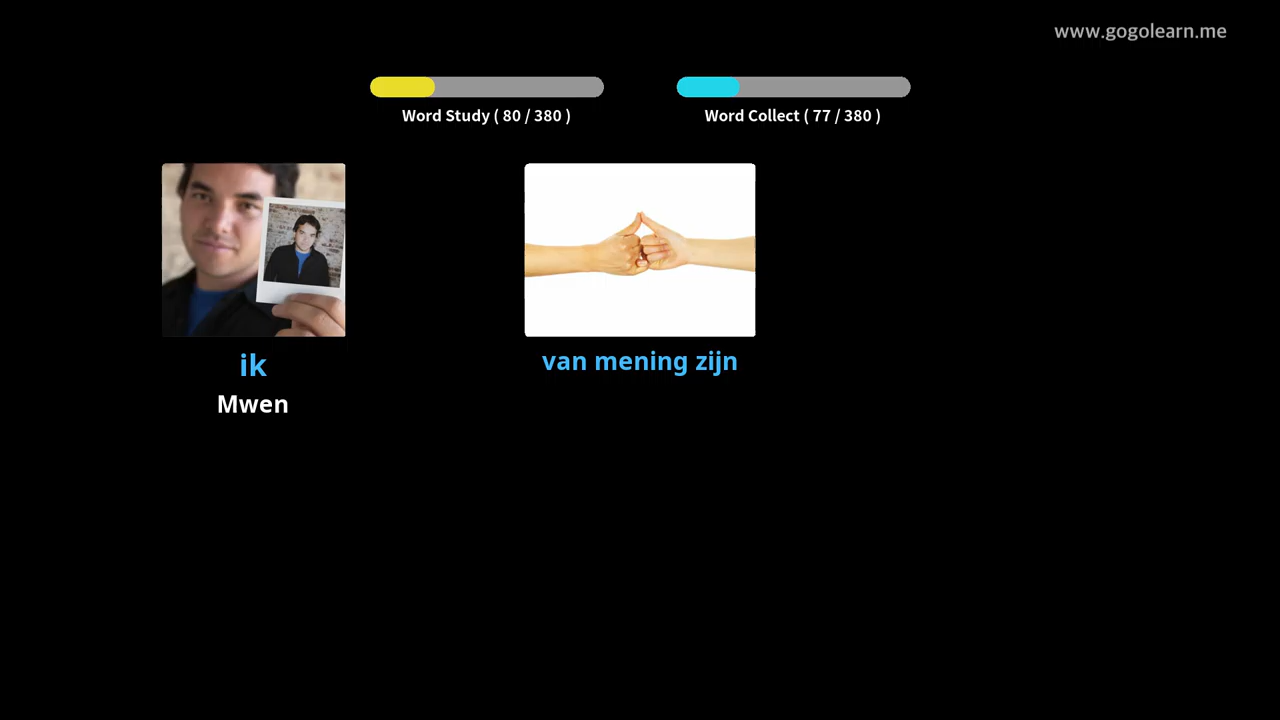 www.gogolearn.me
Word Study ( 80 / 380 )
Word Collect ( 77 / 380 )
ik
Mwen
van mening zijn